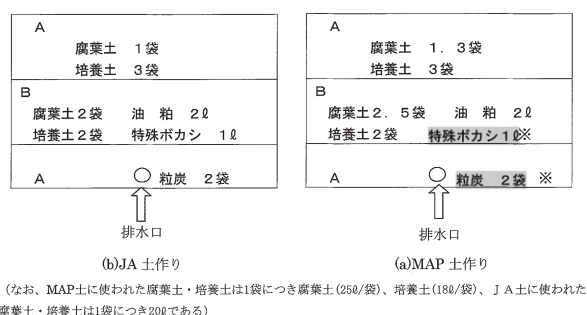 A
腐葉土 1袋
培養土 3袋
B
腐葉土2袋 油 粕 2ℓ
培養土2袋 特殊ボカシ 1ℓ
A
粒炭 2袋
排水口
(b)JA 土作り
A
腐葉土 1．3袋
培養土 3袋
B
腐葉土2．5袋 油 粕 2ℓ
培養土2袋 特殊ボカシ1ℓ※
A
粒炭 2袋 ※
排水口
(a)MAP 土作り
（なお、MAP土に使われた腐葉土・培養土は1袋につき腐葉土(25ℓ/袋)、培養土(18ℓ/袋)、ＪＡ土に使われた
腐葉土・培養土は1袋につき20ℓである）